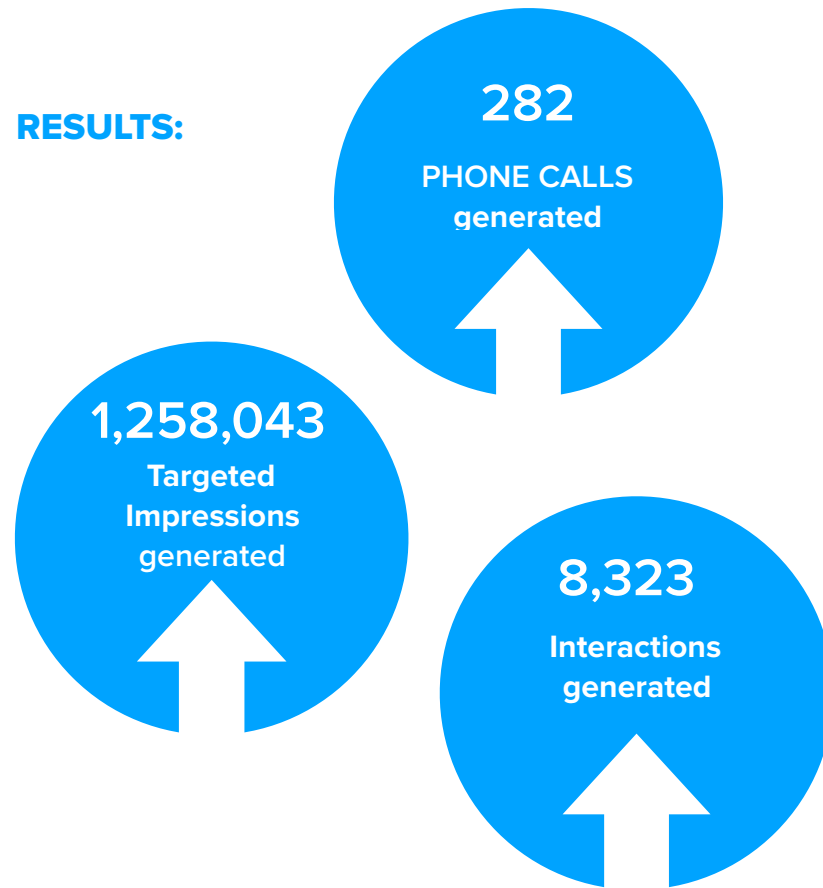 RESULTS:
282
PHONE CALLS
generated
1,258,043
Targeted
Impressions
generated
8,323
Interactions
generated